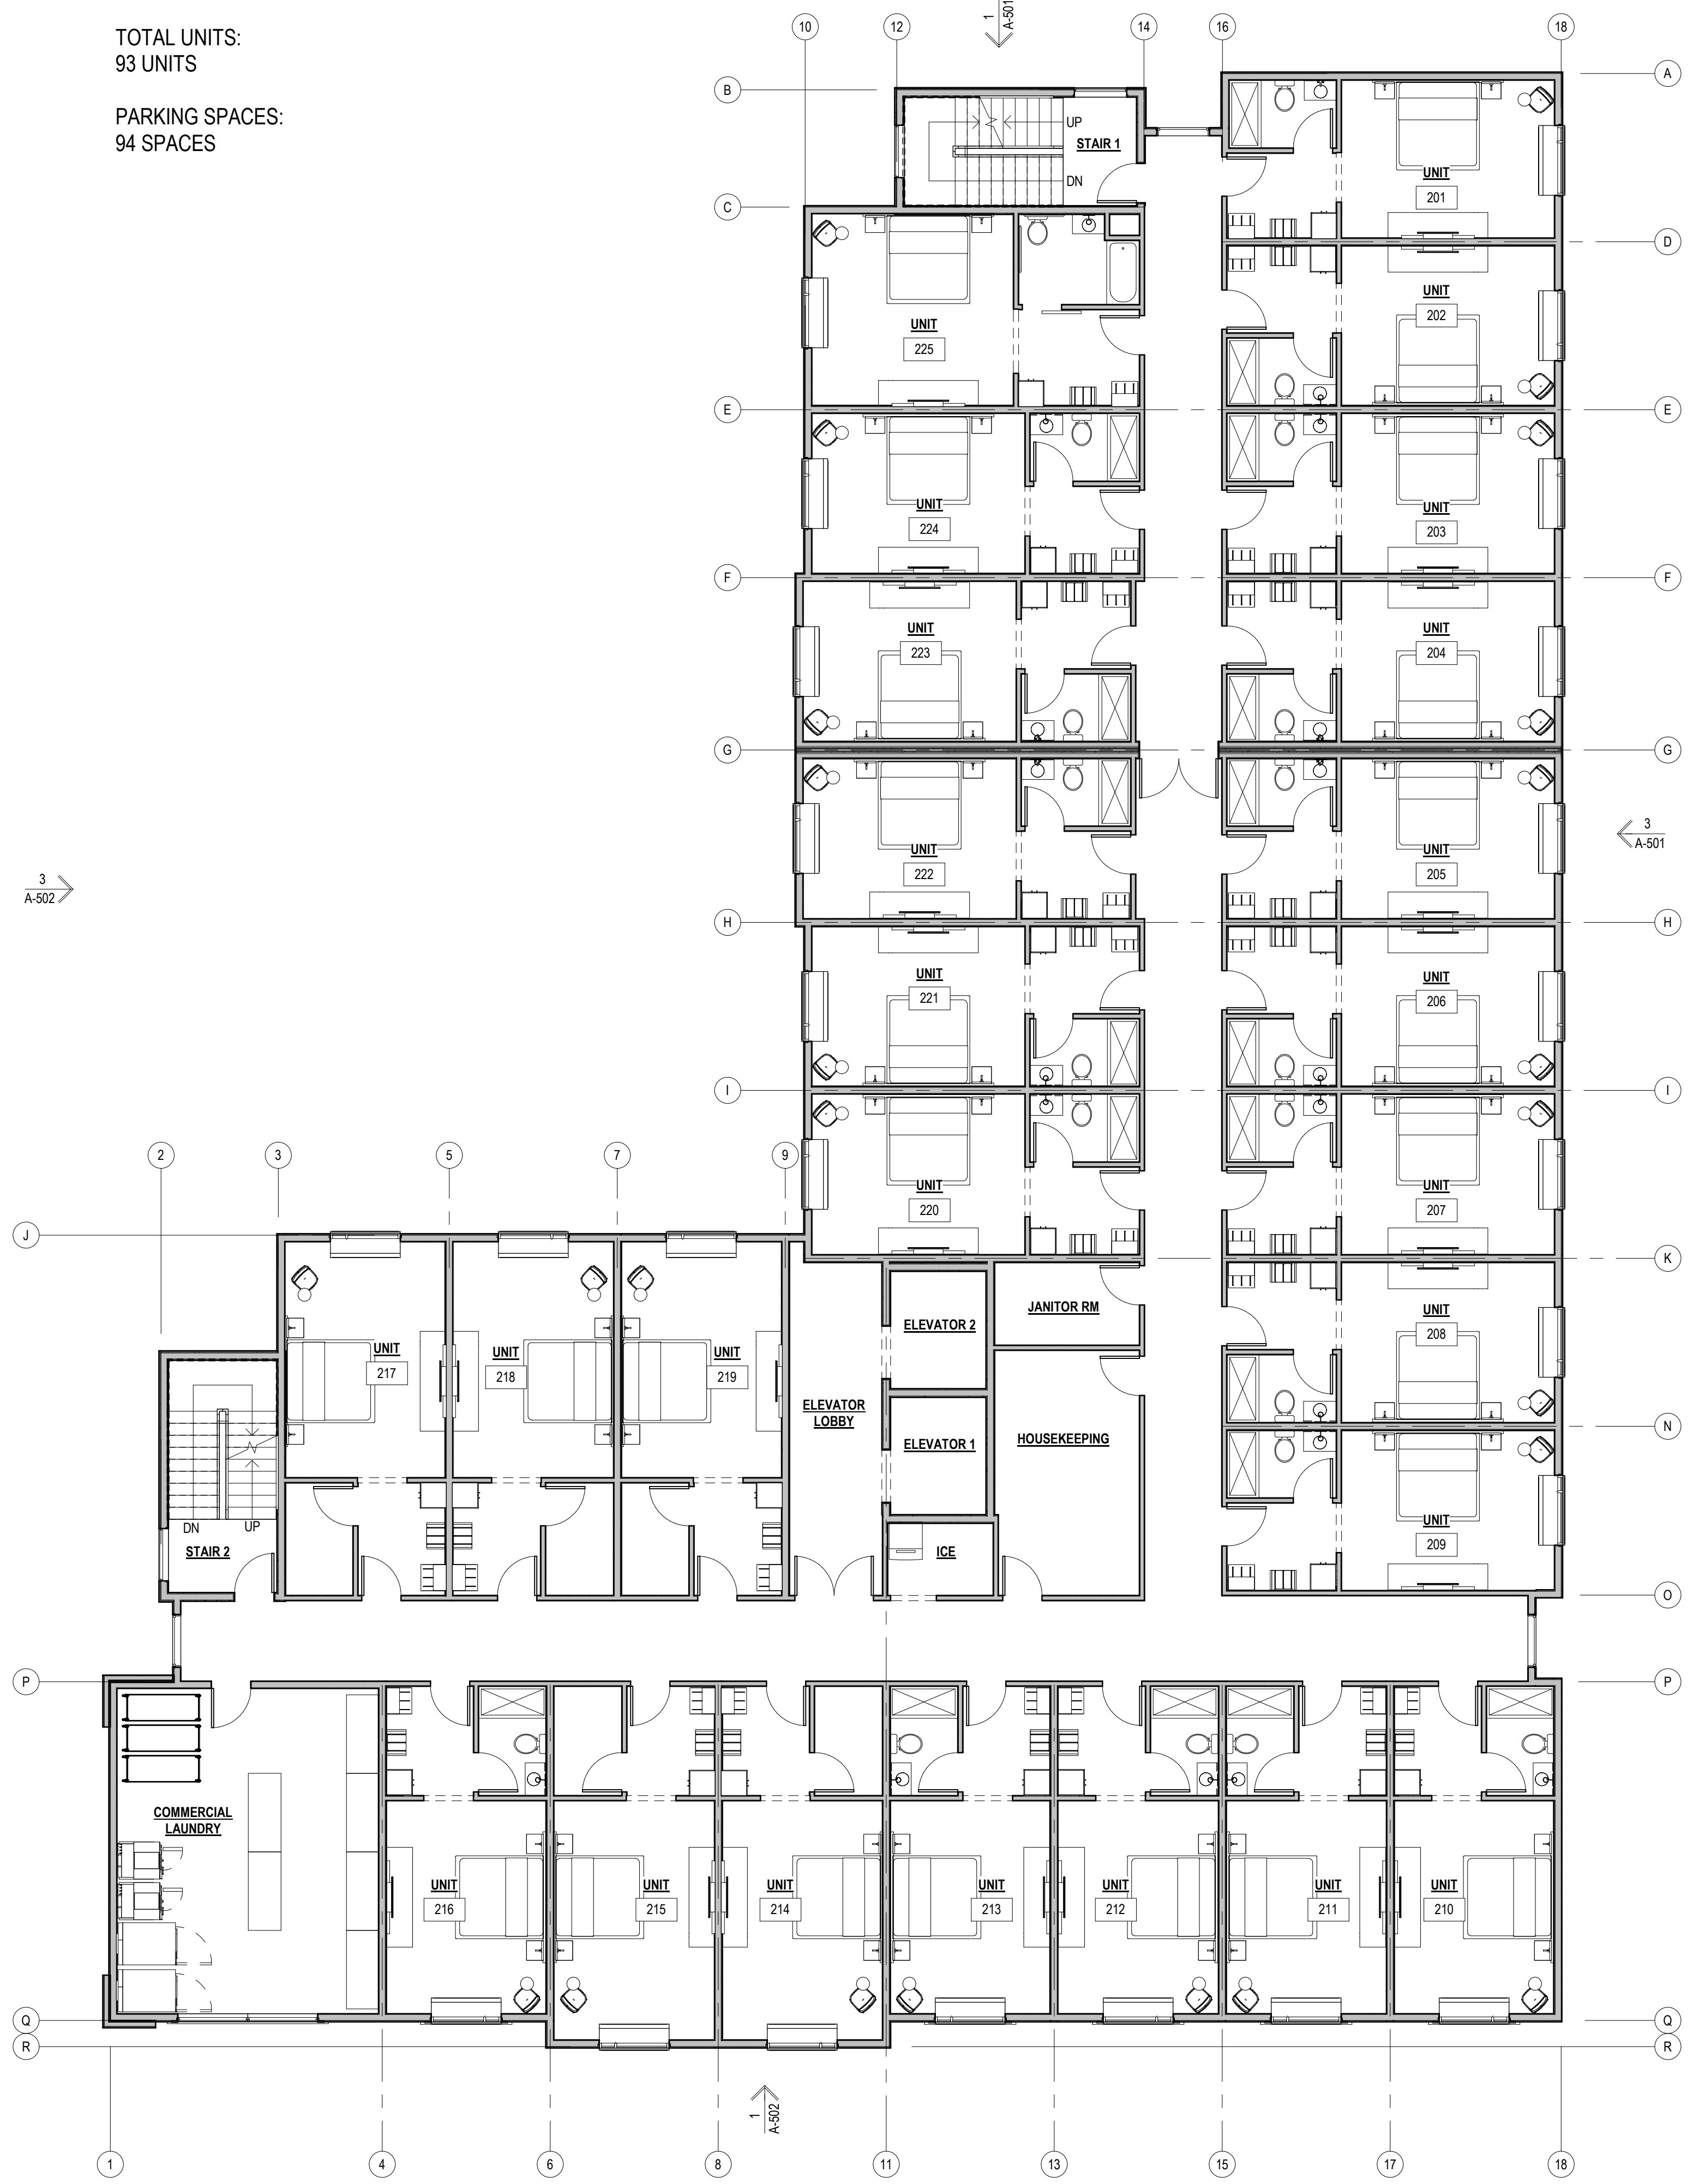 TOTAL UNITS:
93 UNITS
PARKING SPACES:
94 SPACES
1
A-501
10
12
14
16
18
A
B
UP
STAIR 1
DN
UNIT
201
C
D
UNIT
202
UNIT
225
E
E
UNIT
224
UNIT
203
F
F
UNIT
223
UNIT
204
G
G
3
A-501
3
A-502
UNIT
222
UNIT
205
H
H
UNIT
221
UNIT
206
I
I
2
3
5
7
9
UNIT
220
UNIT
207
J
K
JANITOR RM
ELEVATOR 2
UNIT
208
UNIT
217
UNIT
218
UNIT
219
ELEVATOR
LOBBY
ELEVATOR 1
HOUSEKEEPING
N
DN
UP
STAIR 2
ICE
UNIT
209
O
P
P
COMMERCIAL
LAUNDRY
UNIT
216
UNIT
215
UNIT
214
UNIT
213
UNIT
212
UNIT
211
UNIT
210
Q
Q
R
R
1
A-502
1
4
6
8
11
13
15
17
18